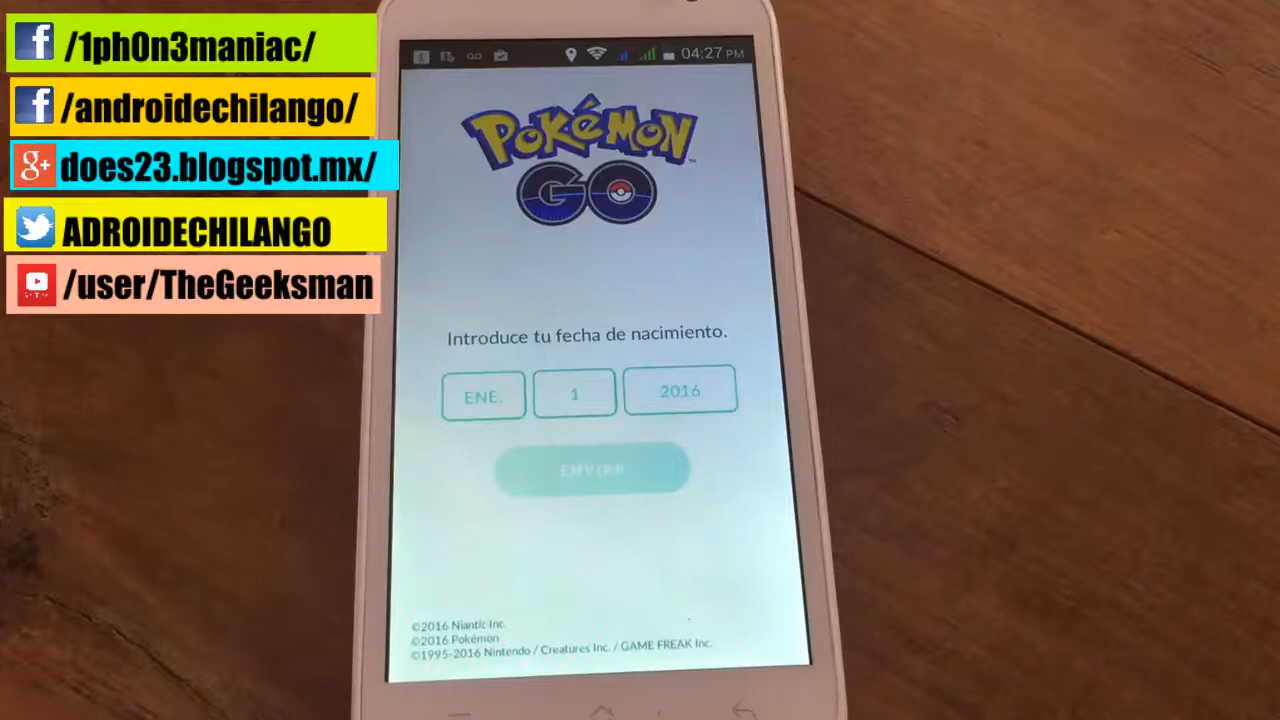 /1ph0n3maniac/
/androidechilango/
does23.blogspot.mx/
ADROIDECHILANGO
/user/TheGeeksman
04:27 PM
POKÉMON
GO
Introduce tu fecha de nacimiento.
ENE. 1 2016
ENVIAR
©2016 Niantic Inc.
©2016 Pokémon
©1995-2016 Nintendo / Creatures Inc. / GAME FREAK Inc.